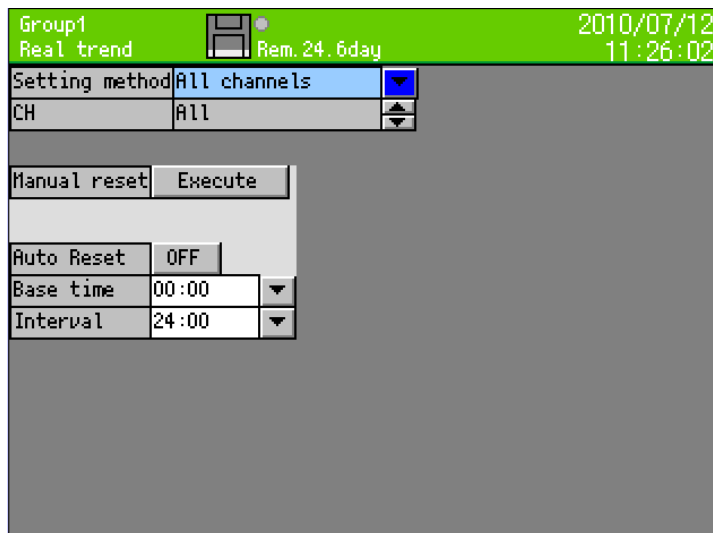 Group1
Real trend
Rem.24.6day
2010/07/12
11:26:02
Setting method All channels
CH All
Manual reset Execute
Auto Reset OFF
Base time 00:00
Interval 24:00